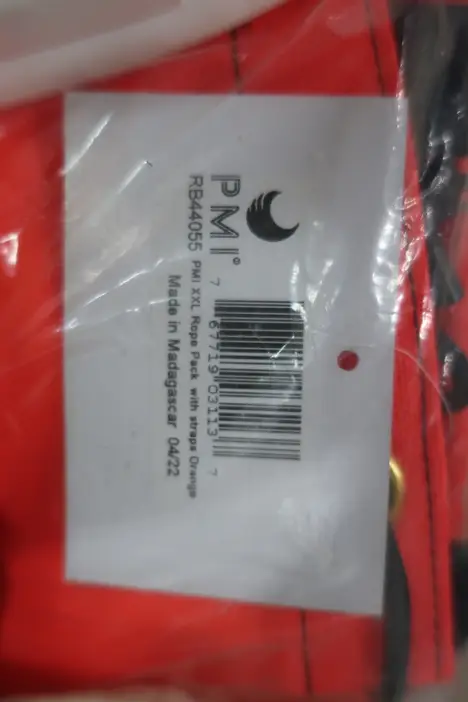 PMI®
7 67719 03113 7
RB44055 PMI XXL Rope Pack with straps Orange
Made in Madagascar 04/22